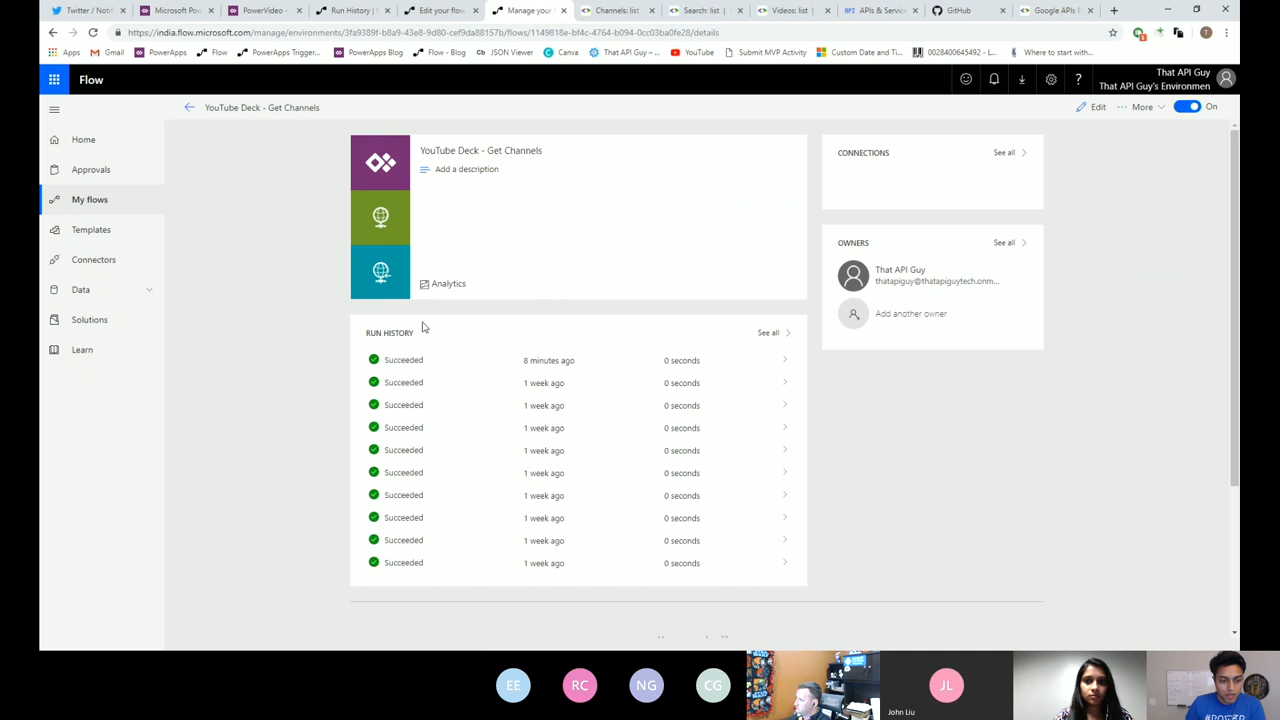 Twitter / Notifi
Microsoft Pow
PowerVideo -
Run History |
Edit your flow
Manage your
Channels: list
Search: list
Videos: list
APIs & Service
GitHub
Google APIs E
https://india.flow.microsoft.com/manage/environments/3fa9389f-b8a9-43e8-9d80-cef9da88157b/flows/1149818e-bf4c-4764-b094-0cc03ba0fe28/details
Apps
Gmail
PowerApps
Flow
PowerApps Trigger...
PowerApps Blog
Flow - Blog
JSON Viewer
Canva
That API Guy –...
YouTube
Submit MVP Activity
Custom Date and Ti...
0028400645492 - L...
Where to start with...
Flow
That API Guy
That API Guy's Environmen
YouTube Deck - Get Channels
Edit
More
On
Home
Approvals
My flows
Templates
Connectors
Data
Solutions
Learn
YouTube Deck - Get Channels
Add a description
Analytics
CONNECTIONS
See all
OWNERS
See all
That API Guy
thatapiguy@thatapiguytech.onm...
Add another owner
RUN HISTORY
See all
Succeeded 8 minutes ago 0 seconds
Succeeded 1 week ago 0 seconds
Succeeded 1 week ago 0 seconds
Succeeded 1 week ago 0 seconds
Succeeded 1 week ago 0 seconds
Succeeded 1 week ago 0 seconds
Succeeded 1 week ago 0 seconds
Succeeded 1 week ago 0 seconds
Succeeded 1 week ago 0 seconds
Succeeded 1 week ago 0 seconds
EE
RC
NG
CG
JL
John Liu